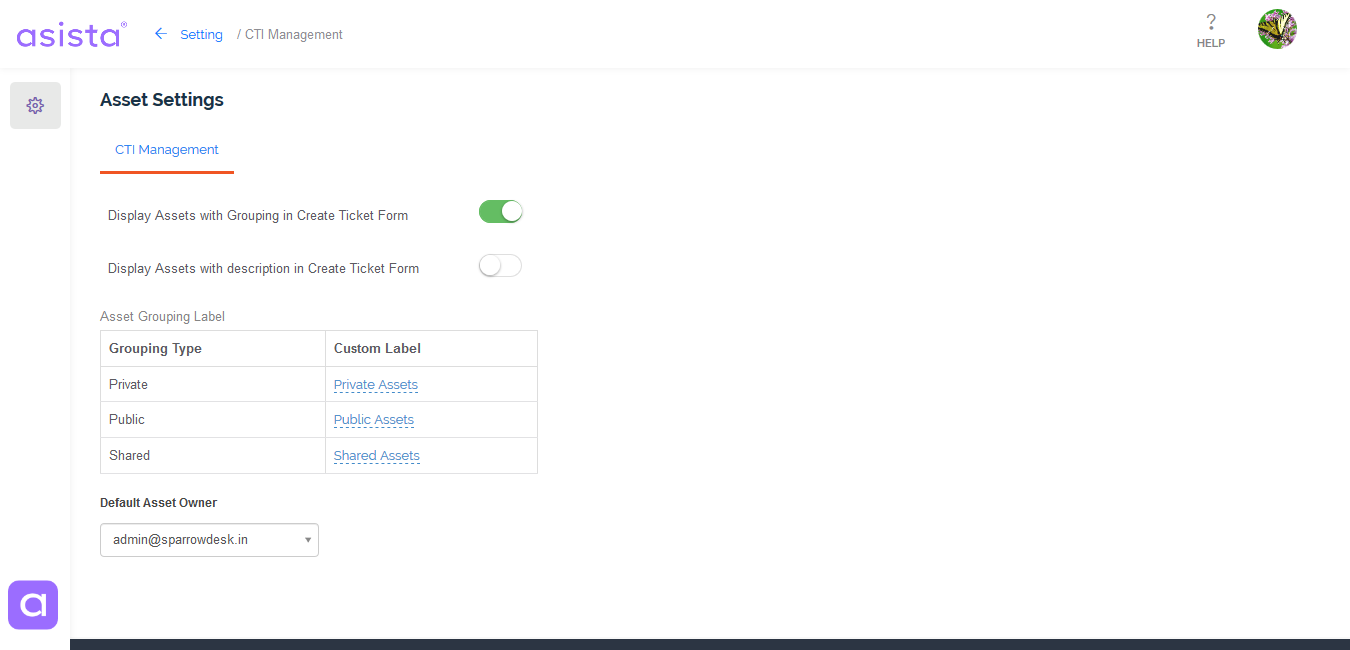 asista®
Setting / CTI Management
?
HELP
Asset Settings
CTI Management
Display Assets with Grouping in Create Ticket Form
Display Assets with description in Create Ticket Form
Asset Grouping Label
Grouping Type Custom Label
Private Private Assets
Public Public Assets
Shared Shared Assets
Default Asset Owner
admin@sparrowdesk.in
a